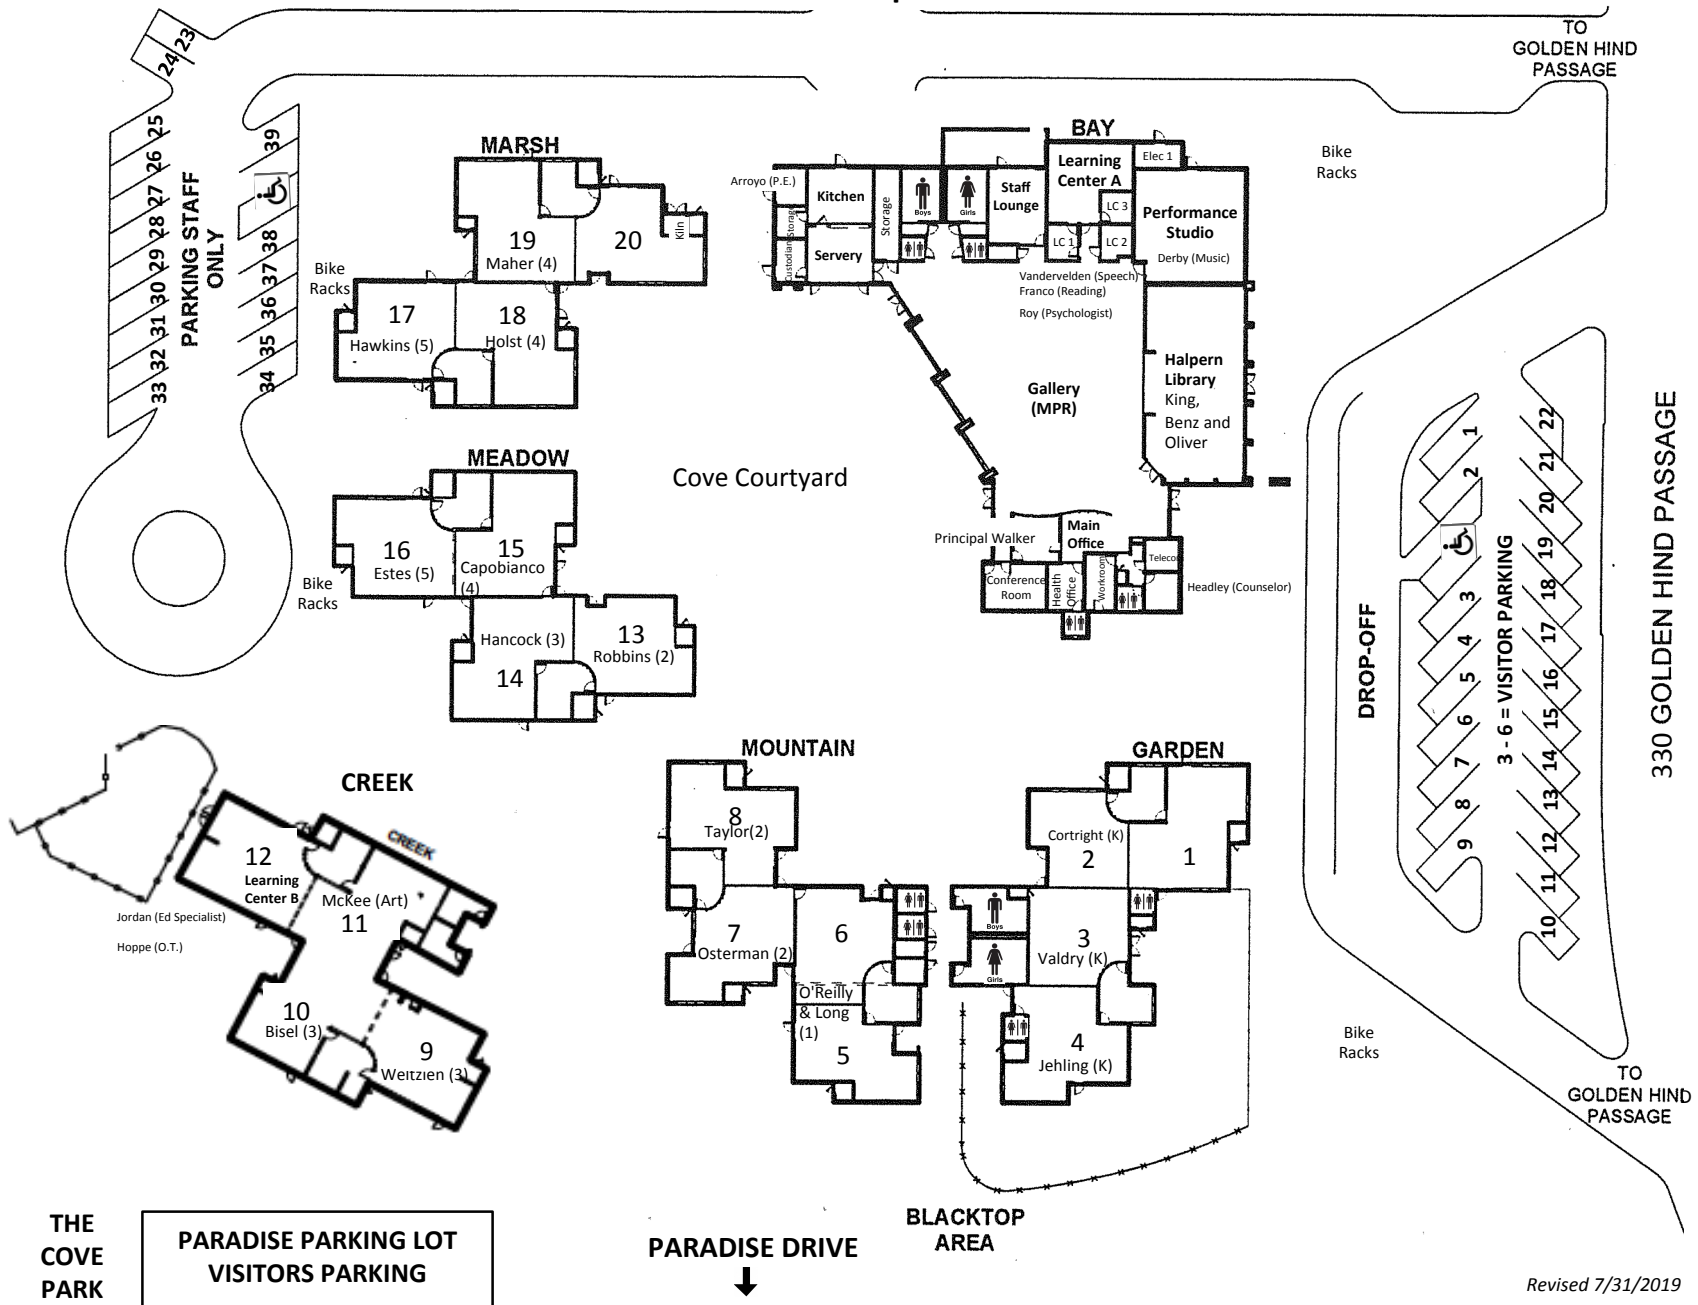 TO
GOLDEN HIND
PASSAGE
23
24
25
26
27
28
29
30
31
32
33
PARKING STAFF
ONLY
39
38
37
36
35
34
Bike
Racks
MARSH
19
Maher (4)
20
Kiln
17
Hawkins (5)
18
Holst (4)
BAY
Arroyo (P.E.)
Kitchen
Servery
Custodian
Storage
Boys
Girls
Staff
Lounge
Learning
Center A
Elec 1
LC 3
LC 1
LC 2
Performance
Studio
Derby (Music)
Vandervelden (Speech)
Franco (Reading)
Roy (Psychologist)
Bike
Racks
Gallery
(MPR)
Halpern
Library
King,
Benz and
Oliver
MEADOW
16
Estes (5)
15
Capobianco
(4)
Hancock (3)
14
13
Robbins (2)
Bike
Racks
Cove Courtyard
Principal Walker
Main
Office
Conference
Room
Health
Office
Workroom
Headley (Counselor)
DROP-OFF
1
2
3
4
5
6
7
8
9
3 - 6 = VISITOR PARKING
22
21
20
19
18
17
16
15
14
13
12
11
10
330 GOLDEN HIND PASSAGE
CREEK
CREEK
12
Learning
Center B
McKee (Art)
11
Jordan (Ed Specialist)
Hoppe (O.T.)
10
Bisel (3)
9
Weitzien (3)
MOUNTAIN
8
Taylor(2)
7
Osterman (2)
6
O'Reilly
& Long
(1)
5
GARDEN
Cortright (K)
2
1
Boys
Girls
3
Valdry (K)
4
Jehling (K)
Bike
Racks
TO
GOLDEN HIND
PASSAGE
BLACKTOP
AREA
THE
COVE
PARK
PARADISE PARKING LOT
VISITORS PARKING
PARADISE DRIVE
Revised 7/31/2019